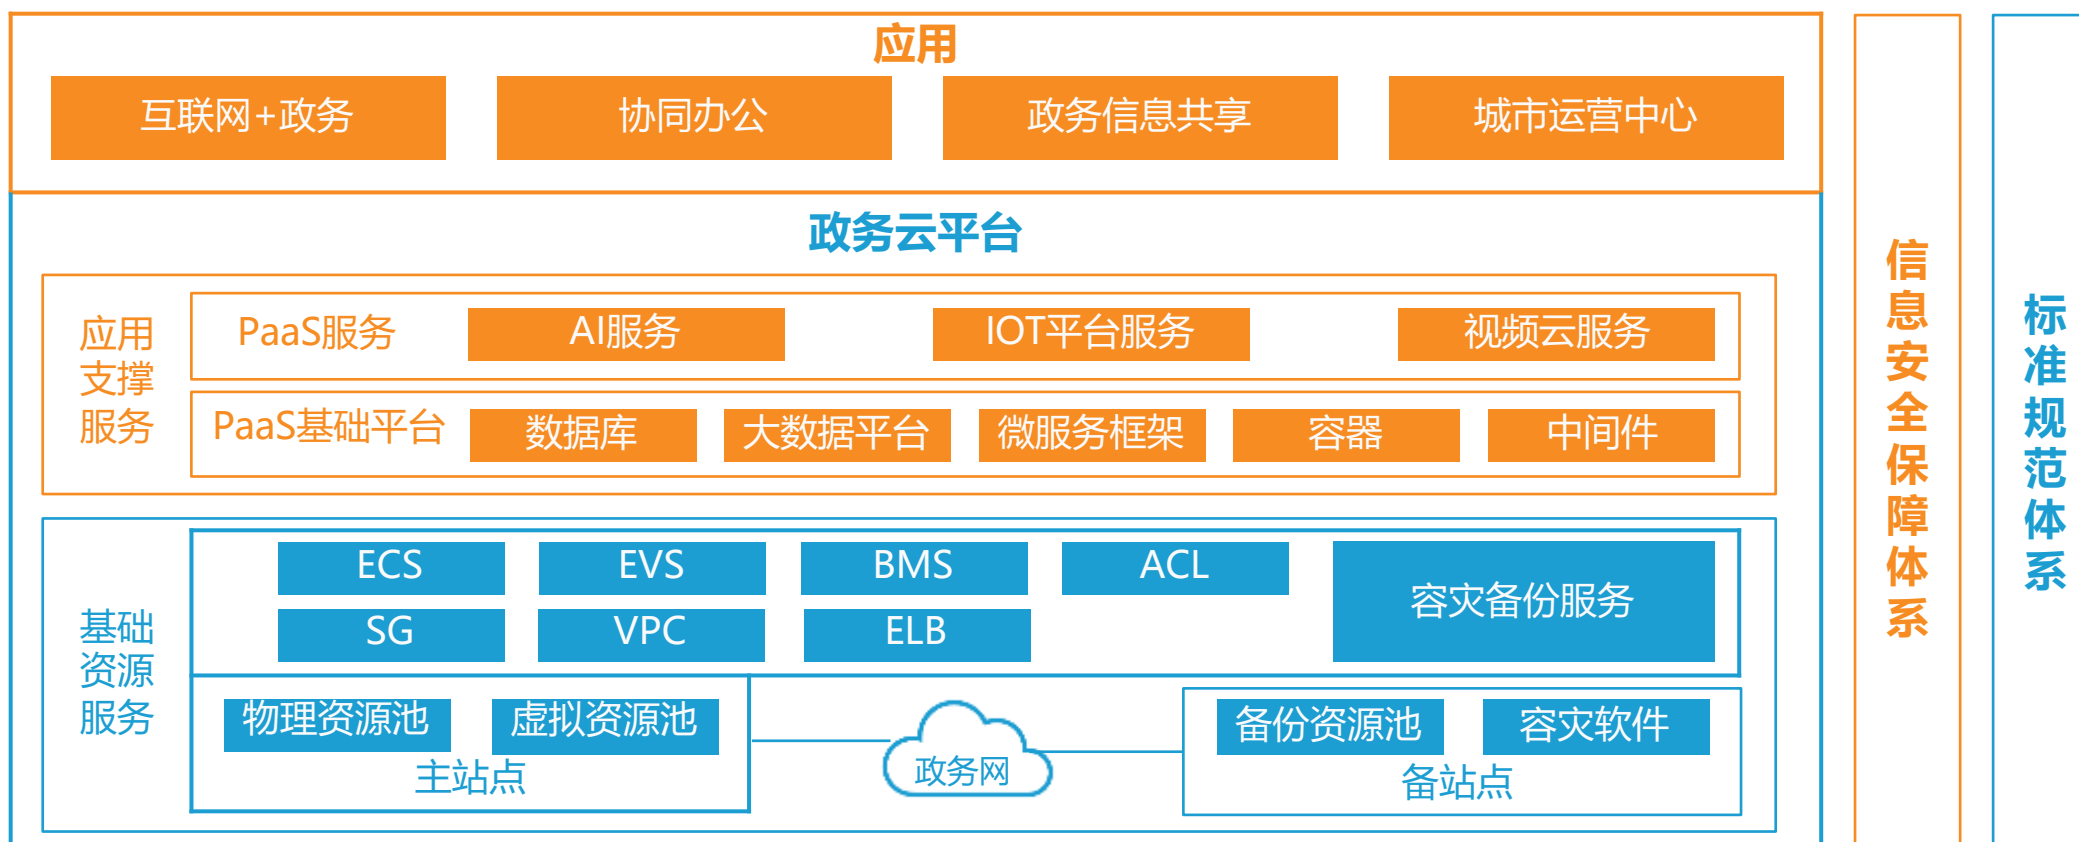 应用
互联网+政务
协同办公
政务信息共享
城市运营中心
政务云平台
应用
支撑
服务
PaaS服务
AI服务
IOT平台服务
视频云服务
PaaS基础平台
数据库
大数据平台
微服务框架
容器
中间件
基础
资源
服务
ECS
EVS
BMS
ACL
容灾备份服务
SG
VPC
ELB
物理资源池
虚拟资源池
主站点
政务网
备份资源池
容灾软件
备站点
信息安全保障体系
标准规范体系